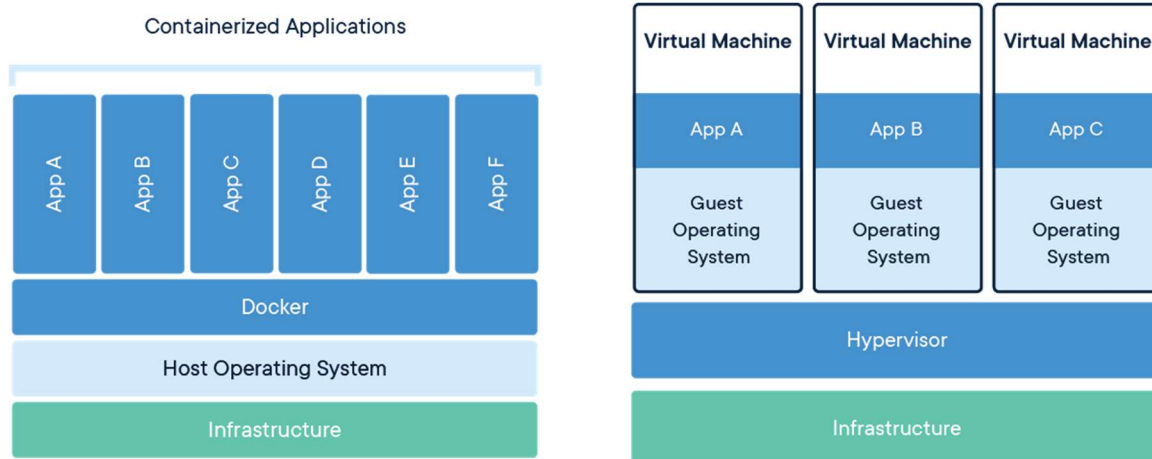 Containerized Applications
App A
App B
App C
App D
App E
App F
Docker
Host Operating System
Infrastructure
Virtual Machine
App A
Guest
Operating
System
Virtual Machine
App B
Guest
Operating
System
Virtual Machine
App C
Guest
Operating
System
Hypervisor
Infrastructure